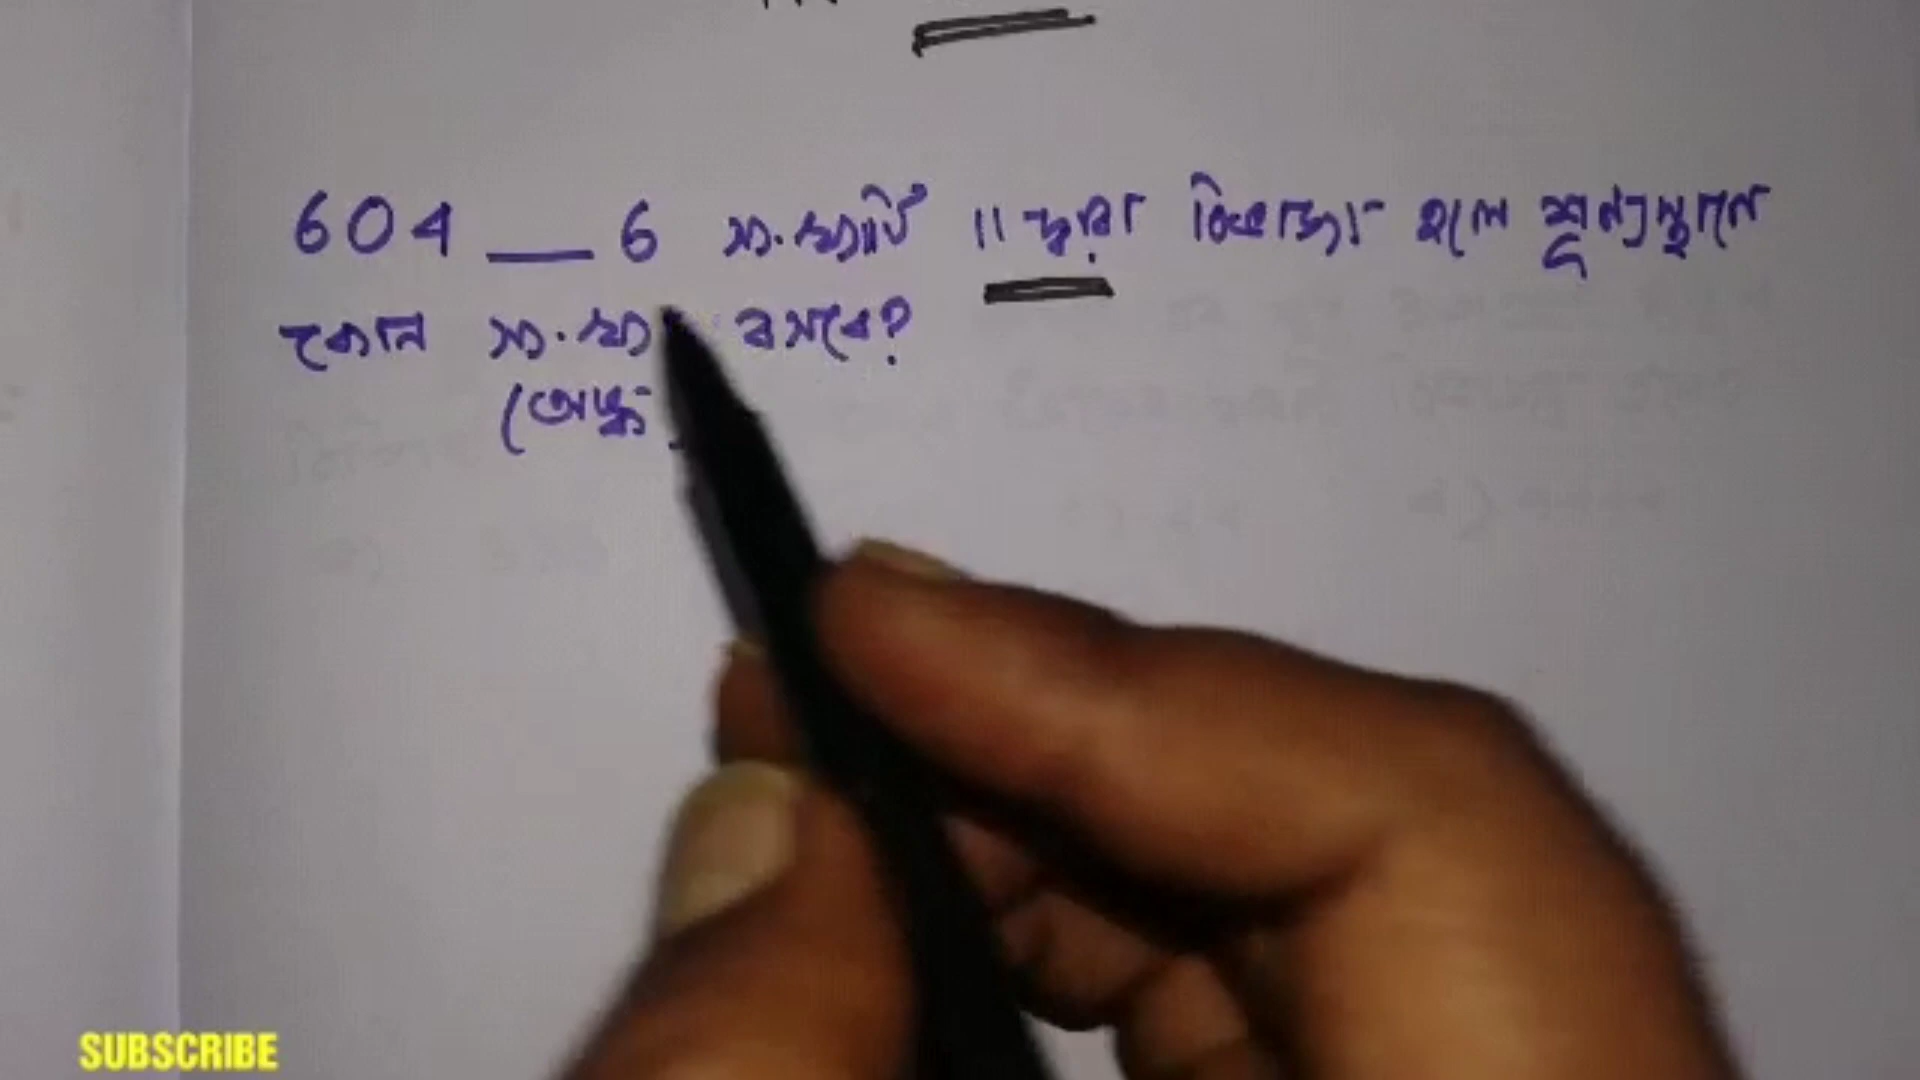 604 __ 6 সংখ্যাটি 11 দ্বারা বিভাজ্য হলে শূন্যস্থানে
কোন সংখ্যা বসবে?
(অঙ্ক
SUBSCRIBE